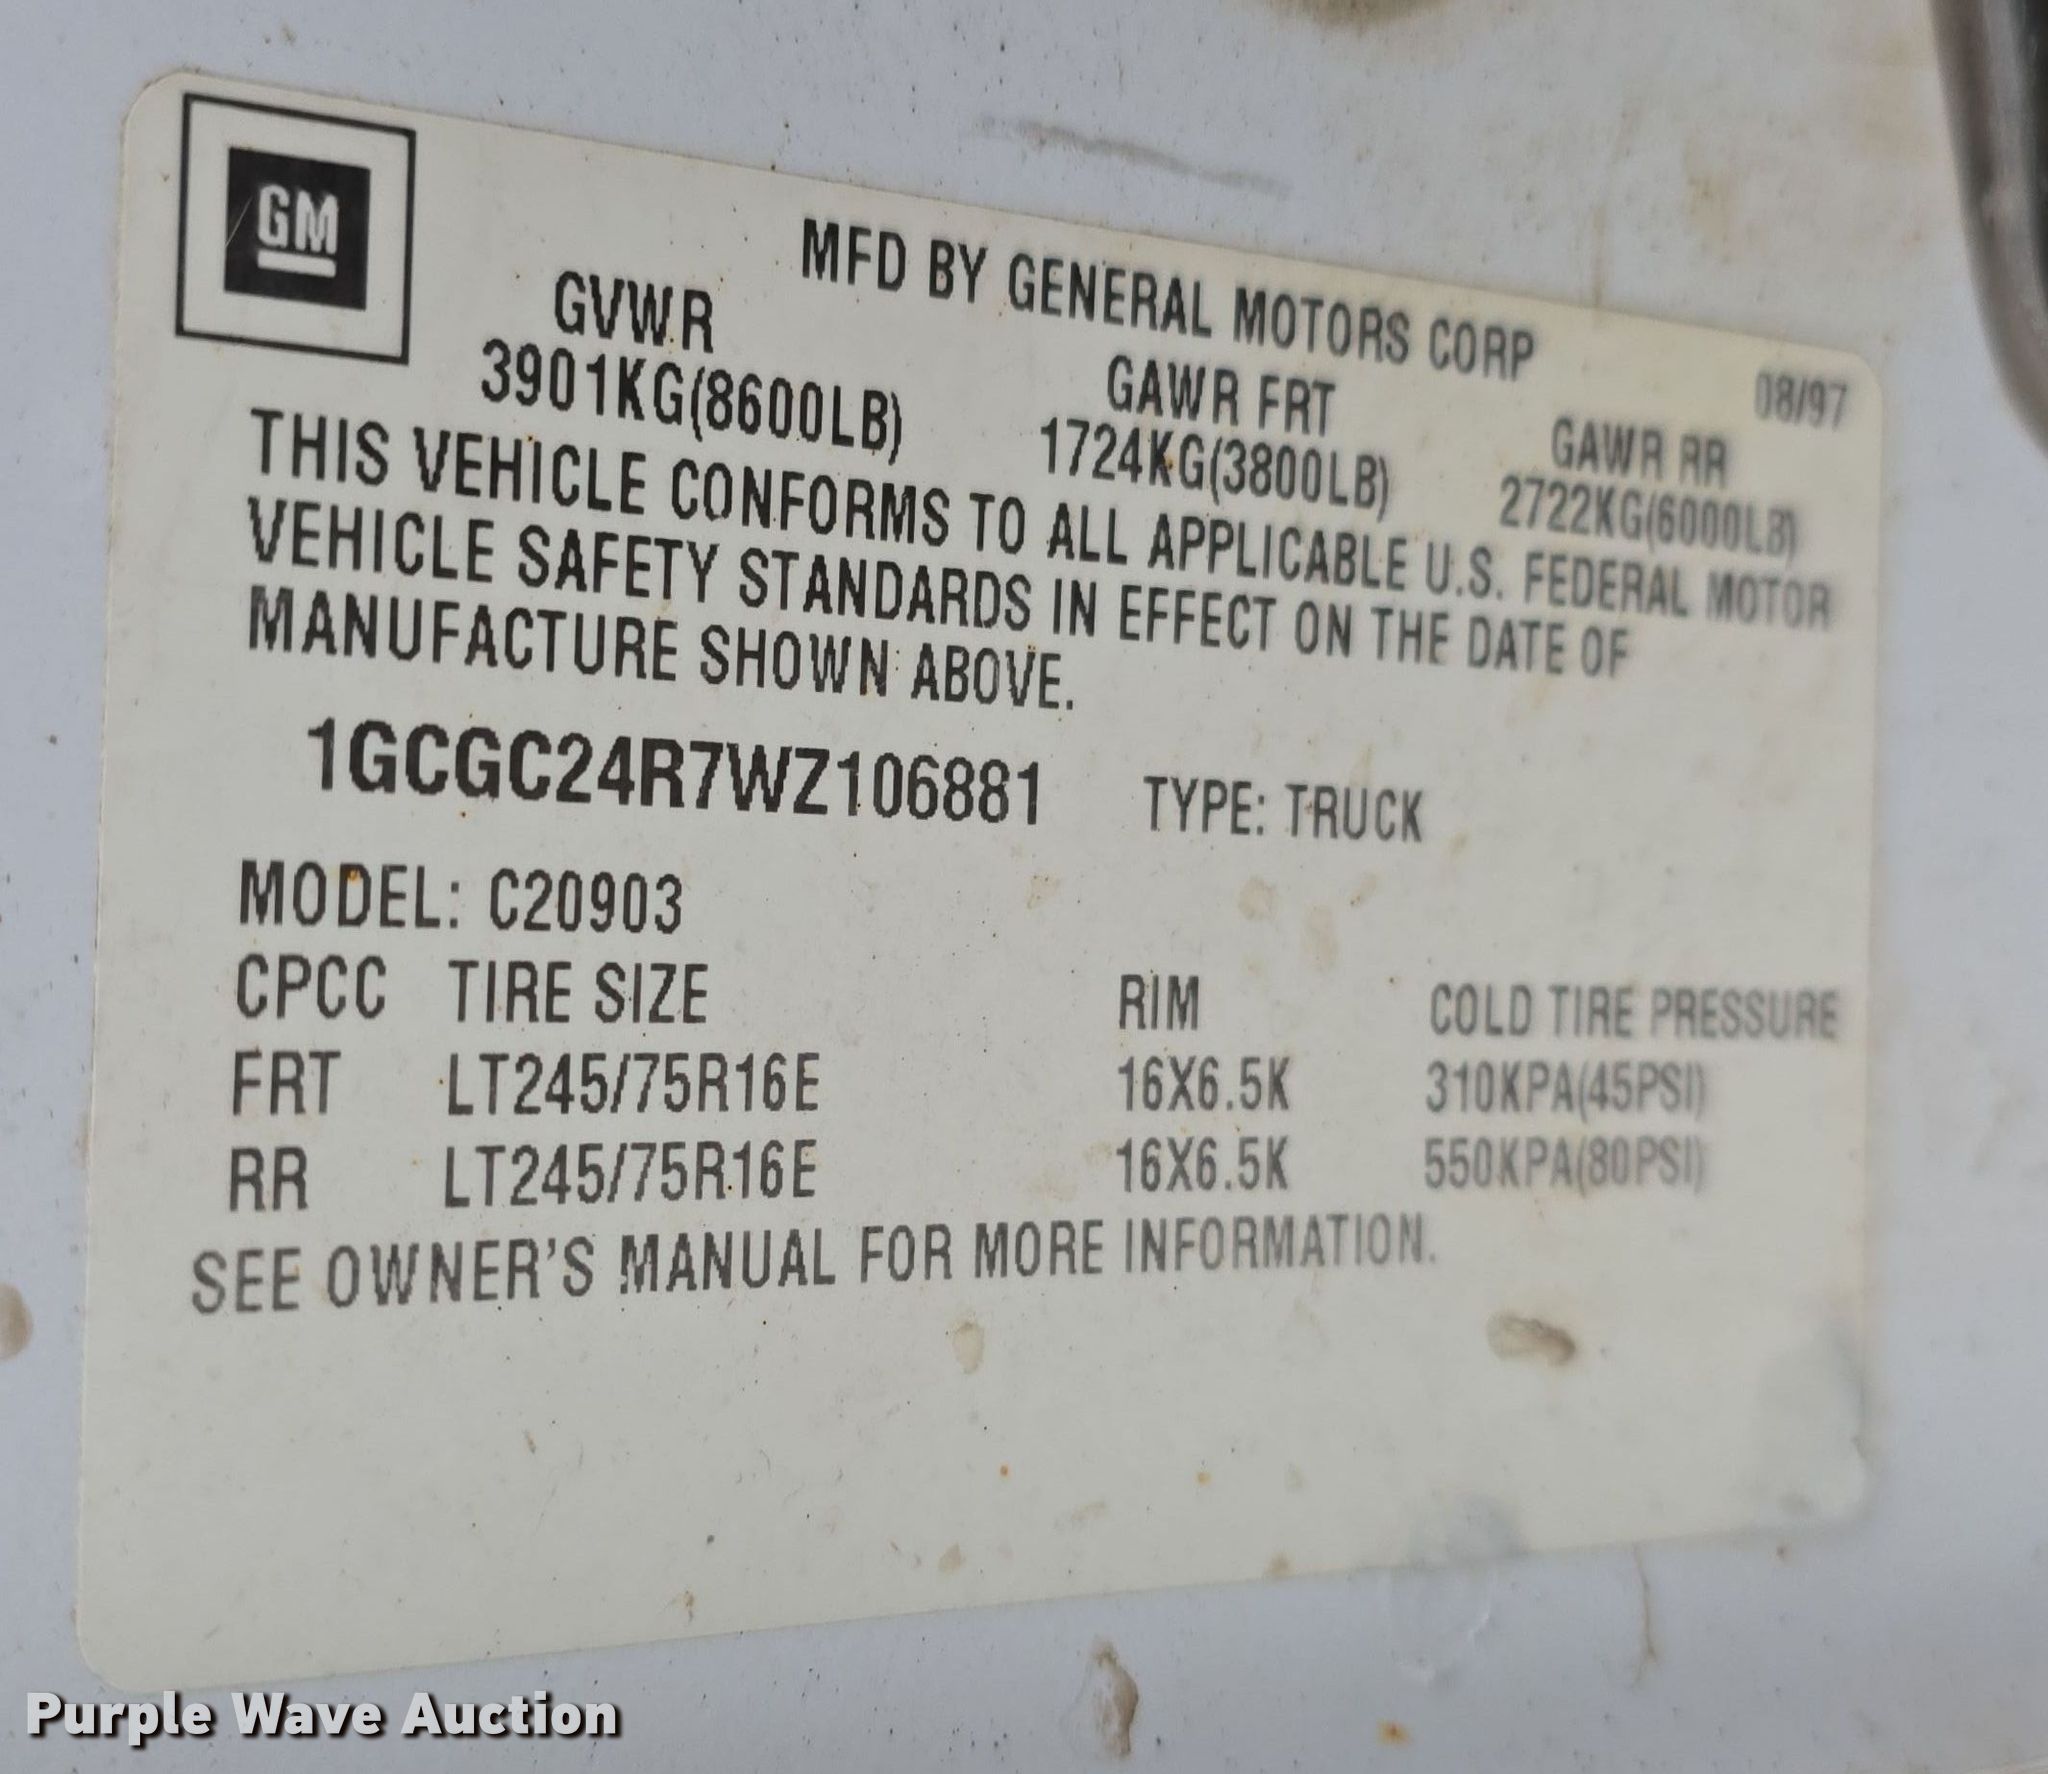 GM
MFD BY GENERAL MOTORS CORP
08/97
GVWR GAWR FRT GAWR RR
3901KG(8600LB) 1724KG(3800LB) 2722KG(6000LB)
THIS VEHICLE CONFORMS TO ALL APPLICABLE U.S. FEDERAL MOTOR
VEHICLE SAFETY STANDARDS IN EFFECT ON THE DATE OF
MANUFACTURE SHOWN ABOVE.
1GCGC24R7WZ106881 TYPE: TRUCK
MODEL: C20903
CPCC TIRE SIZE RIM COLD TIRE PRESSURE
FRT LT245/75R16E 16X6.5K 310KPA(45PSI)
RR LT245/75R16E 16X6.5K 550KPA(80PSI)
SEE OWNER'S MANUAL FOR MORE INFORMATION.
Purple Wave Auction